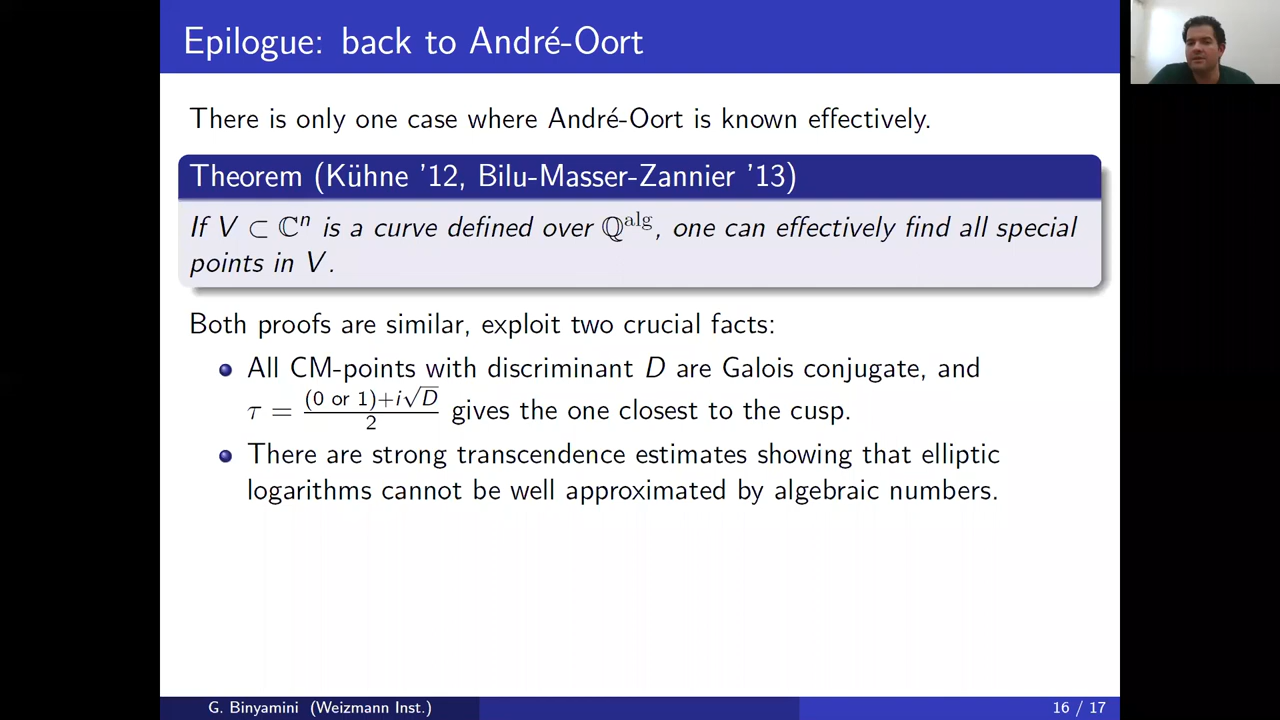 Epilogue: back to André-Oort
There is only one case where André-Oort is known effectively.
Theorem (Kühne '12, Bilu-Masser-Zannier '13)
If V ⊂ ℂⁿ is a curve defined over ℚ^alg, one can effectively find all special
points in V.
Both proofs are similar, exploit two crucial facts:
All CM-points with discriminant D are Galois conjugate, and
τ = ((0 or 1)+i√D)/2 gives the one closest to the cusp.
There are strong transcendence estimates showing that elliptic
logarithms cannot be well approximated by algebraic numbers.
G. Binyamini (Weizmann Inst.) 16 / 17